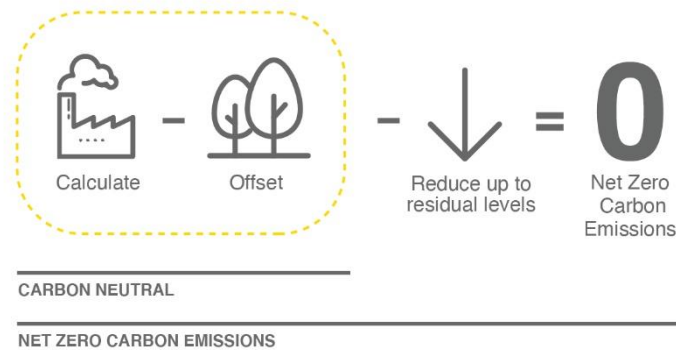 Calculate
Offset
Reduce up to
residual levels
0
Net Zero
Carbon
Emissions
CARBON NEUTRAL
NET ZERO CARBON EMISSIONS